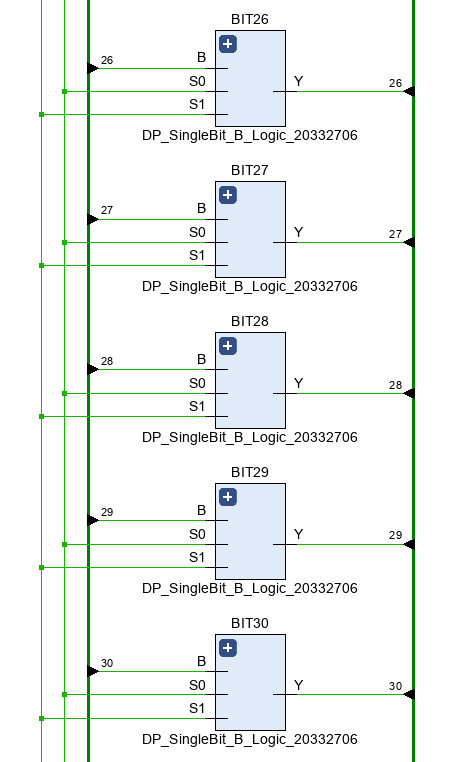 BIT26
26 B
S0 Y 26
S1
DP_SingleBit_B_Logic_20332706
BIT27
27 B
S0 Y 27
S1
DP_SingleBit_B_Logic_20332706
BIT28
28 B
S0 Y 28
S1
DP_SingleBit_B_Logic_20332706
BIT29
29 B
S0 Y 29
S1
DP_SingleBit_B_Logic_20332706
BIT30
30 B
S0 Y 30
S1
DP_SingleBit_B_Logic_20332706